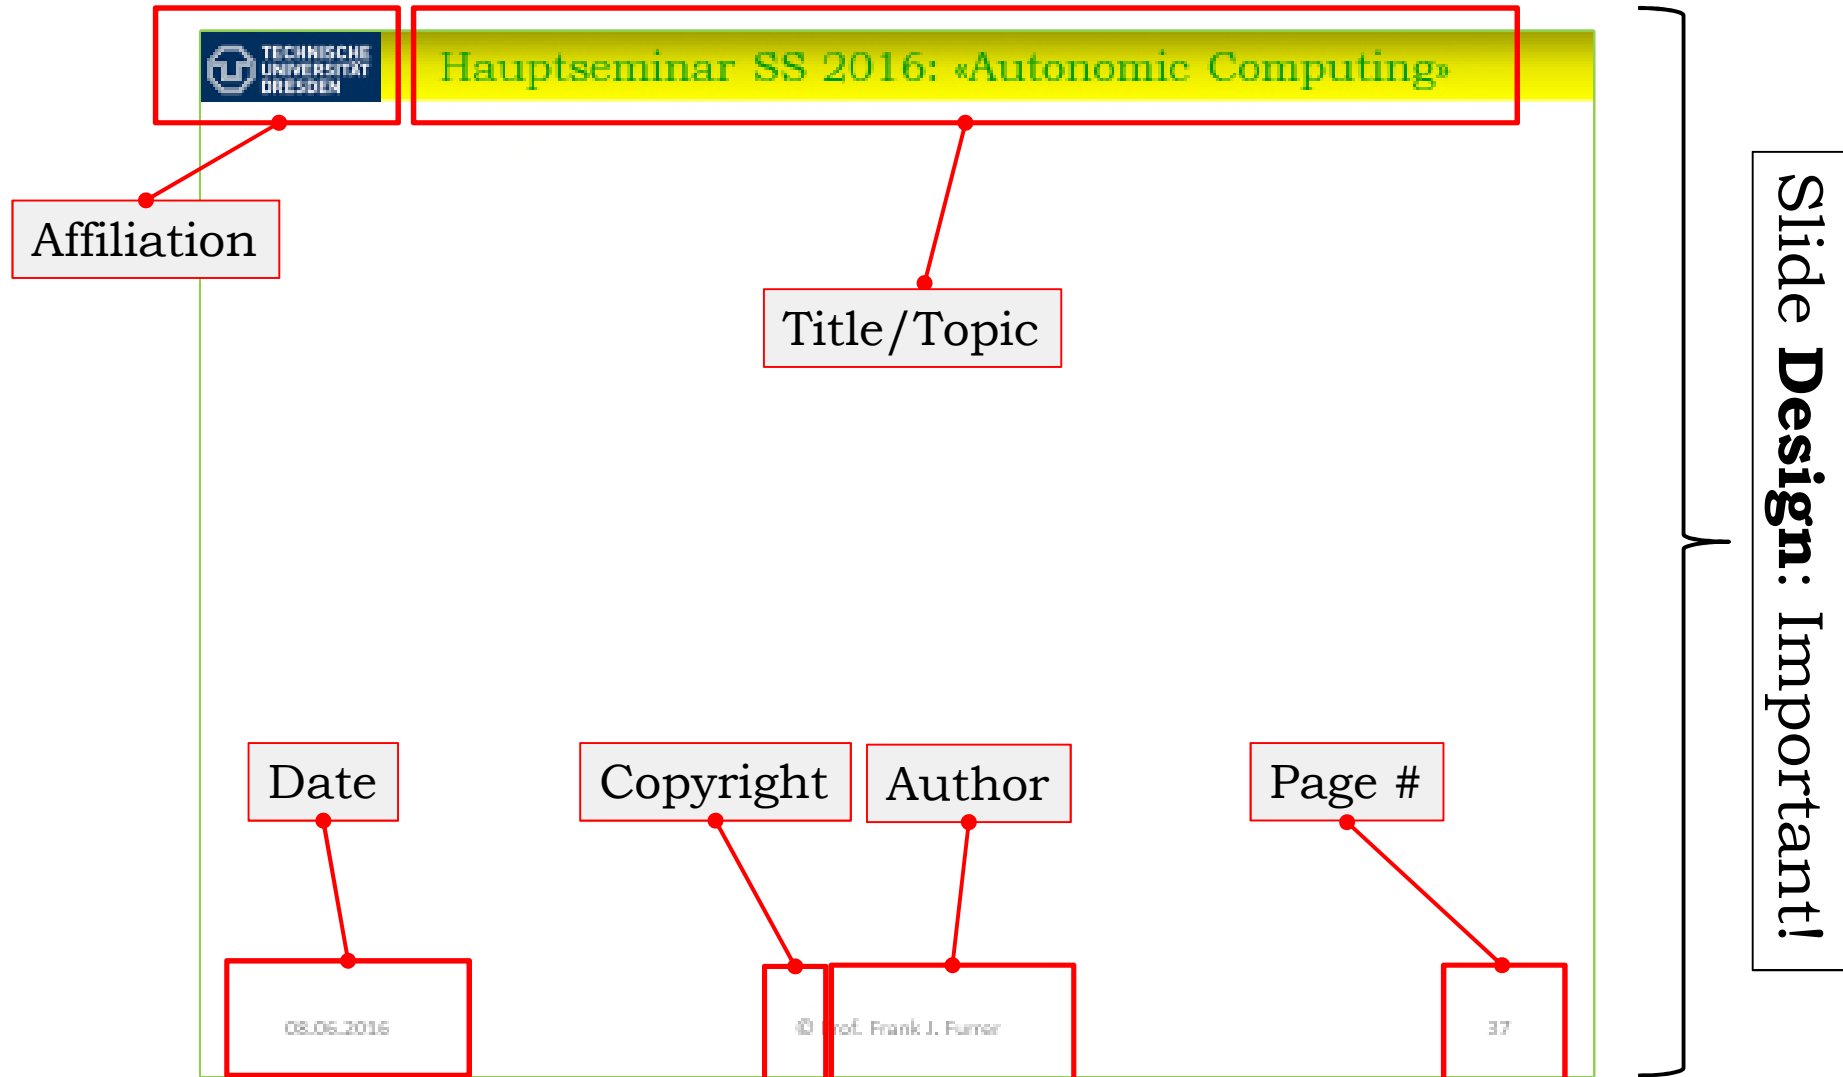 TECHNISCHE
UNIVERSITÄT
DRESDEN
Hauptseminar SS 2016: «Autonomic Computing»
Affiliation
Title/Topic
Slide Design: Important!
Date
Copyright
Author
Page #
08.06.2016
© Prof. Frank J. Furrer
37